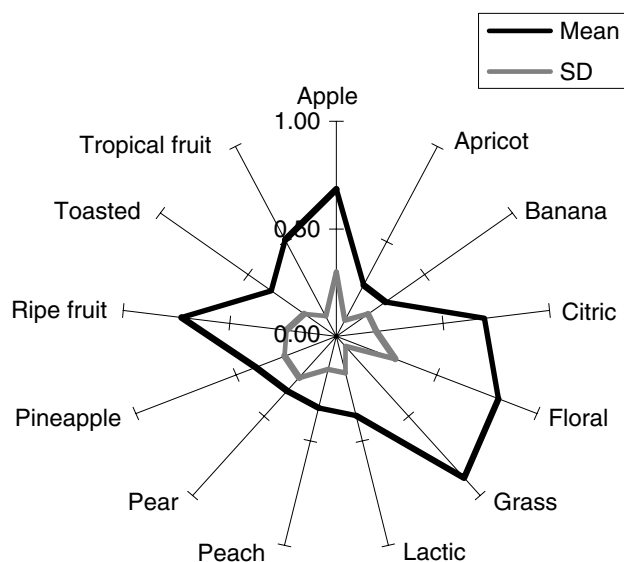 Mean
SD
Apple
1.00
Tropical fruit
Apricot
Toasted
Banana
0.50
Ripe fruit
Citric
0.00
Pineapple
Floral
Pear
Grass
Peach
Lactic